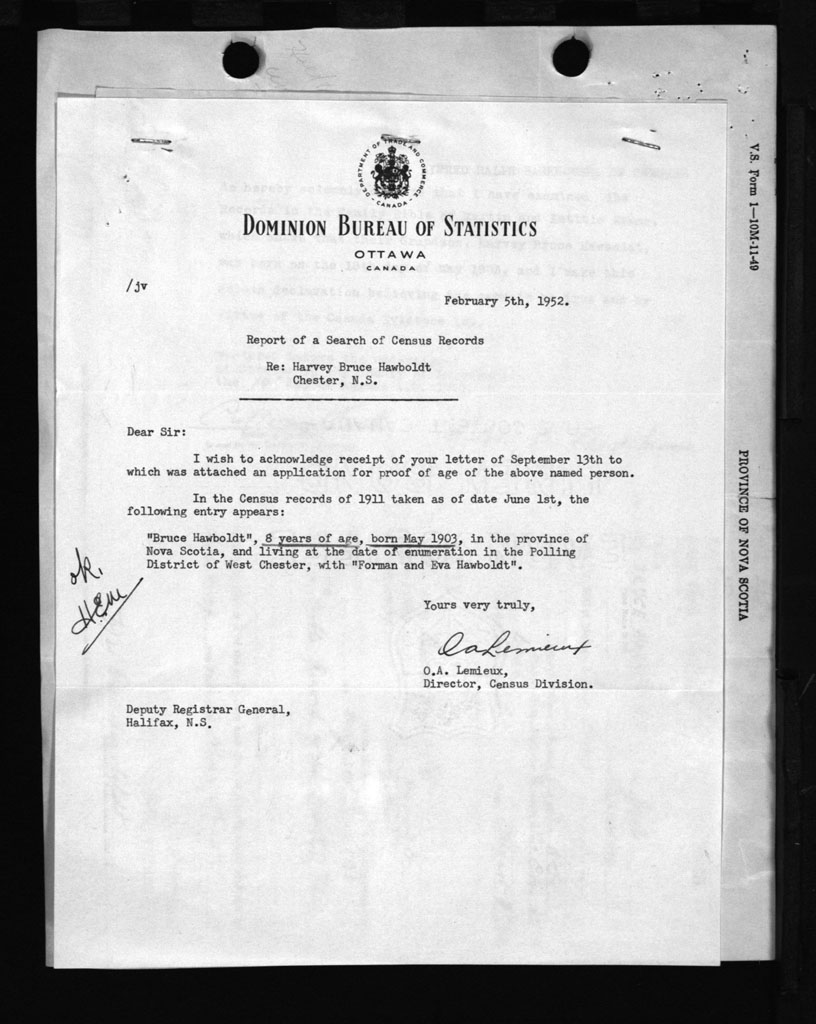 DEPARTMENT OF TRADE AND COMMERCE
CANADA
DOMINION BUREAU OF STATISTICS
OTTAWA
CANADA
/jv
February 5th, 1952.
Report of a Search of Census Records
Re: Harvey Bruce Hawboldt
Chester, N.S.
Dear Sir:
I wish to acknowledge receipt of your letter of September 13th to
which was attached an application for proof of age of the above named person.
In the Census records of 1911 taken as of date June 1st, the
following entry appears:
"Bruce Hawboldt", 8 years of age, born May 1903, in the province of
Nova Scotia, and living at the date of enumeration in the Polling
District of West Chester, with "Forman and Eva Hawboldt".
ok.
Yours very truly,
OALemieux
O.A. Lemieux,
Director, Census Division.
Deputy Registrar General,
Halifax, N.S.
V.S. Form 1—10M-11-49
PROVINCE OF NOVA SCOTIA